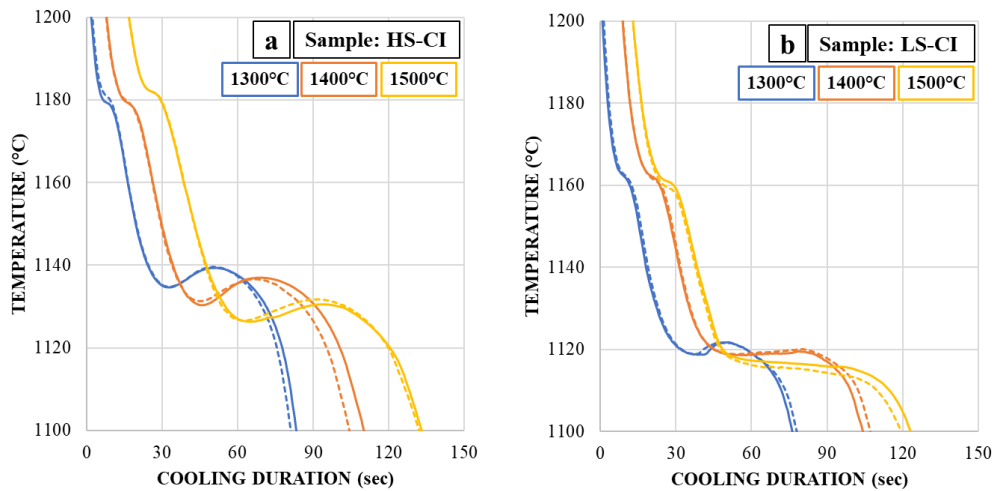 a Sample: HS-CI
1300°C 1400°C 1500°C
TEMPERATURE (°C)
1200
1180
1160
1140
1120
1100
0 30 60 90 120 150
COOLING DURATION (sec)
b Sample: LS-CI
1300°C 1400°C 1500°C
TEMPERATURE (°C)
1200
1180
1160
1140
1120
1100
0 30 60 90 120 150
COOLING DURATION (sec)